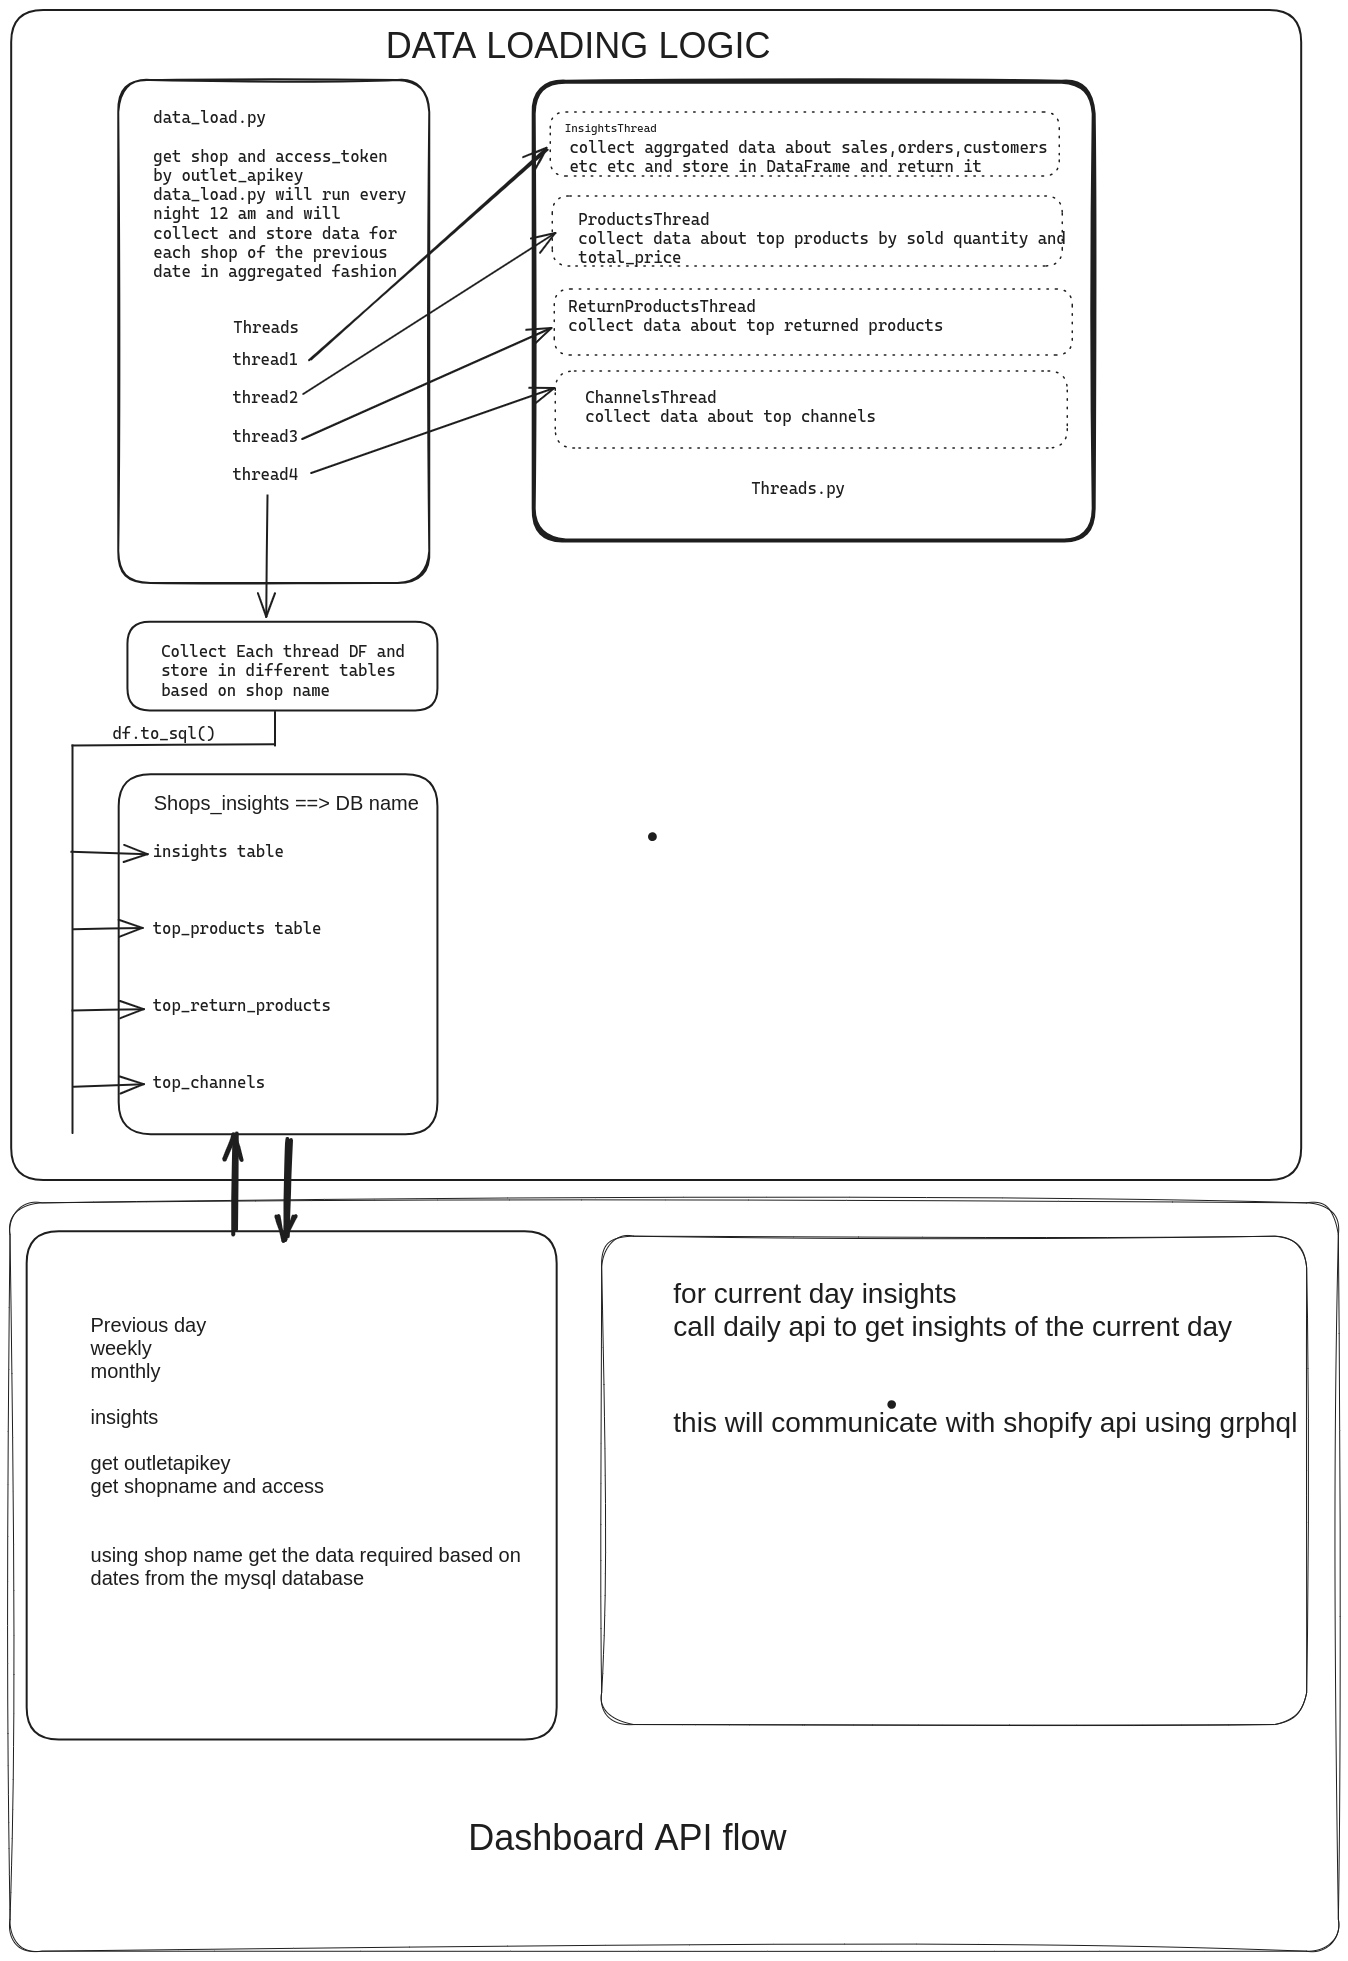 DATA LOADING LOGIC
data_load.py
get shop and access_token
by outlet_apikey
data_load.py will run every
night 12 am and will
collect and store data for
each shop of the previous
date in aggregated fashion
Threads
thread1
thread2
thread3
thread4
InsightsThread
collect aggrgated data about sales,orders,customers
etc etc and store in DataFrame and return it
ProductsThread
collect data about top products by sold quantity and
total_price
ReturnProductsThread
collect data about top returned products
ChannelsThread
collect data about top channels
Threads.py
Collect Each thread DF and
store in different tables
based on shop name
df.to_sql()
Shops_insights ==> DB name
insights table
top_products table
top_return_products
top_channels
Previous day
weekly
monthly
insights
get outletapikey
get shopname and access
using shop name get the data required based on
dates from the mysql database
for current day insights
call daily api to get insights of the current day
this will communicate with shopify api using grphql
Dashboard API flow